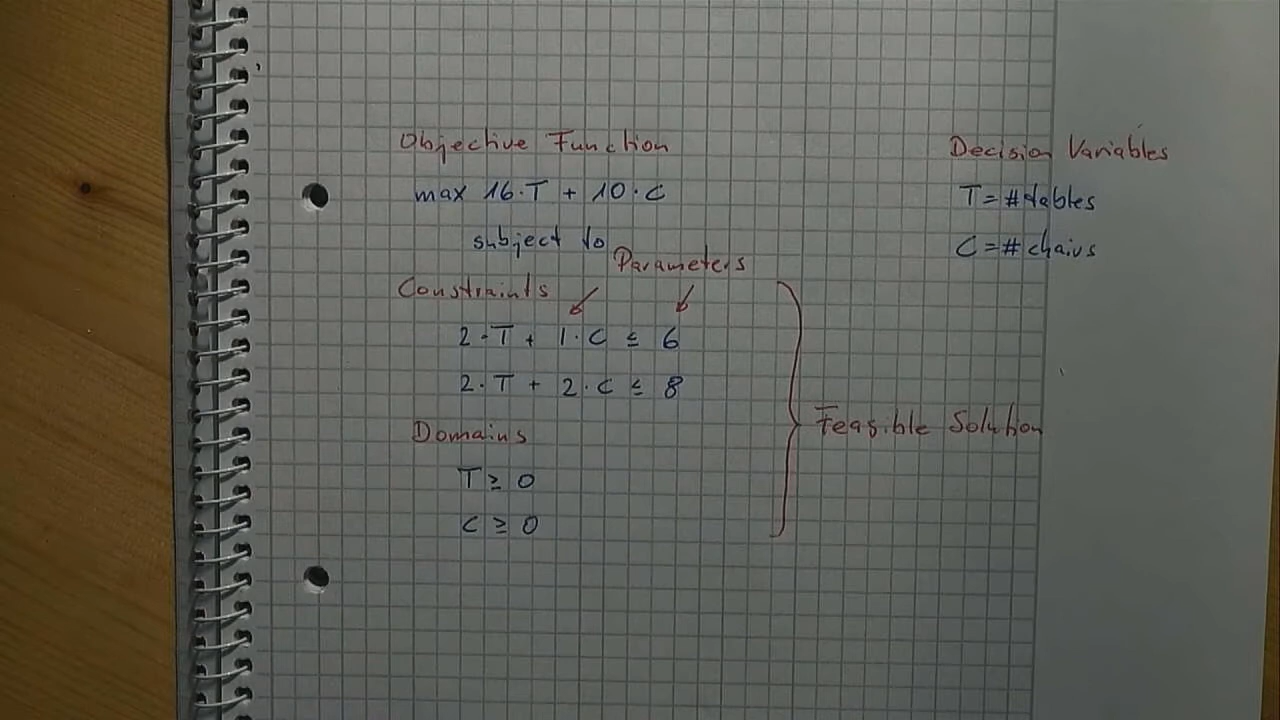 Objective Function
max 16·T + 10·C
subject to
Parameters
Constraints
2·T + 1·C ≤ 6
2·T + 2·C ≤ 8
Domains
T ≥ 0
C ≥ 0
Feasible Solution
Decision Variables
T = #tables
C = # chairs